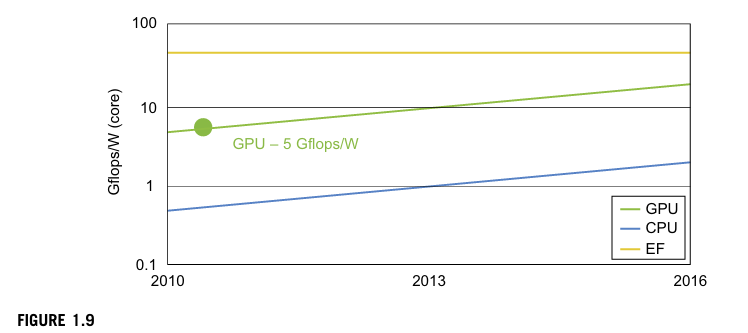 100
10
1
0.1
Gflops/W (core)
GPU – 5 Gflops/W
GPU
CPU
EF
2010
2013
2016
FIGURE 1.9